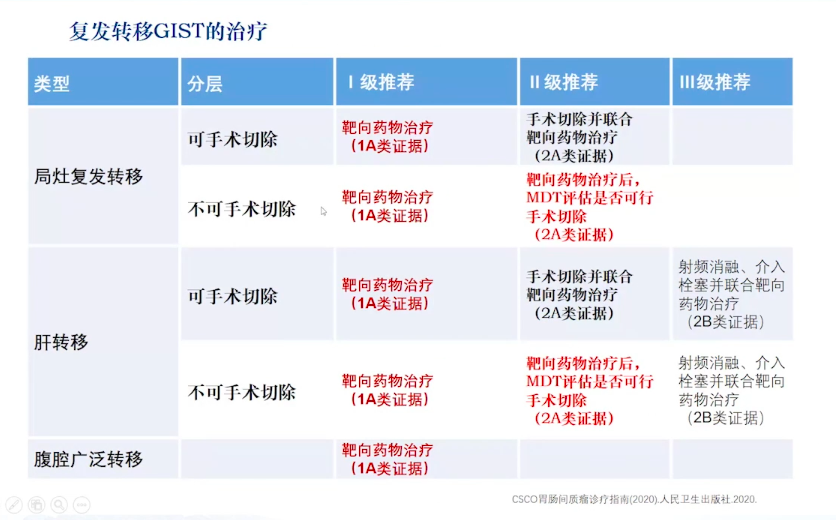 复发转移GIST的治疗
类型
分层
Ⅰ级推荐
Ⅱ级推荐
Ⅲ级推荐
局灶复发转移
可手术切除
靶向药物治疗
（1A类证据）
手术切除并联合
靶向药物治疗
（2A类证据）
不可手术切除
靶向药物治疗
（1A类证据）
靶向药物治疗后，
MDT评估是否可行
手术切除
（2A类证据）
肝转移
可手术切除
靶向药物治疗
（1A类证据）
手术切除并联合
靶向药物治疗
（2A类证据）
射频消融、介入
栓塞并联合靶向
药物治疗
（2B类证据）
不可手术切除
靶向药物治疗
（1A类证据）
靶向药物治疗后，
MDT评估是否可行
手术切除
（2A类证据）
射频消融、介入
栓塞并联合靶向
药物治疗
（2B类证据）
腹腔广泛转移
靶向药物治疗
（1A类证据）
CSCO胃肠间质瘤诊疗指南(2020).人民卫生出版社.2020.